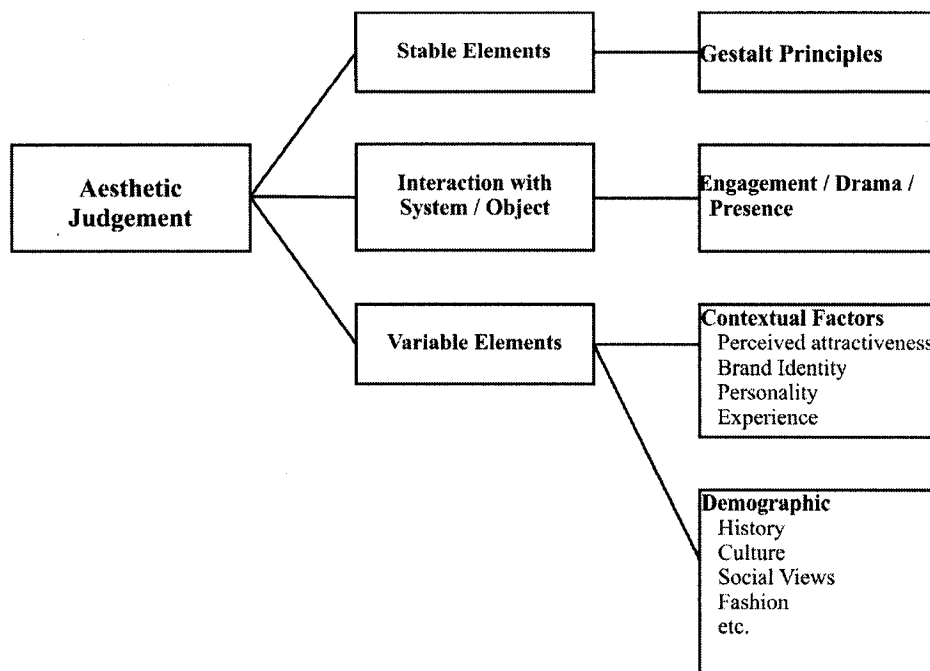 Stable Elements
Gestalt Principles
Aesthetic
Judgement
Interaction with
System / Object
Engagement / Drama /
Presence
Variable Elements
Contextual Factors
Perceived attractiveness
Brand Identity
Personality
Experience
Demographic
History
Culture
Social Views
Fashion
etc.